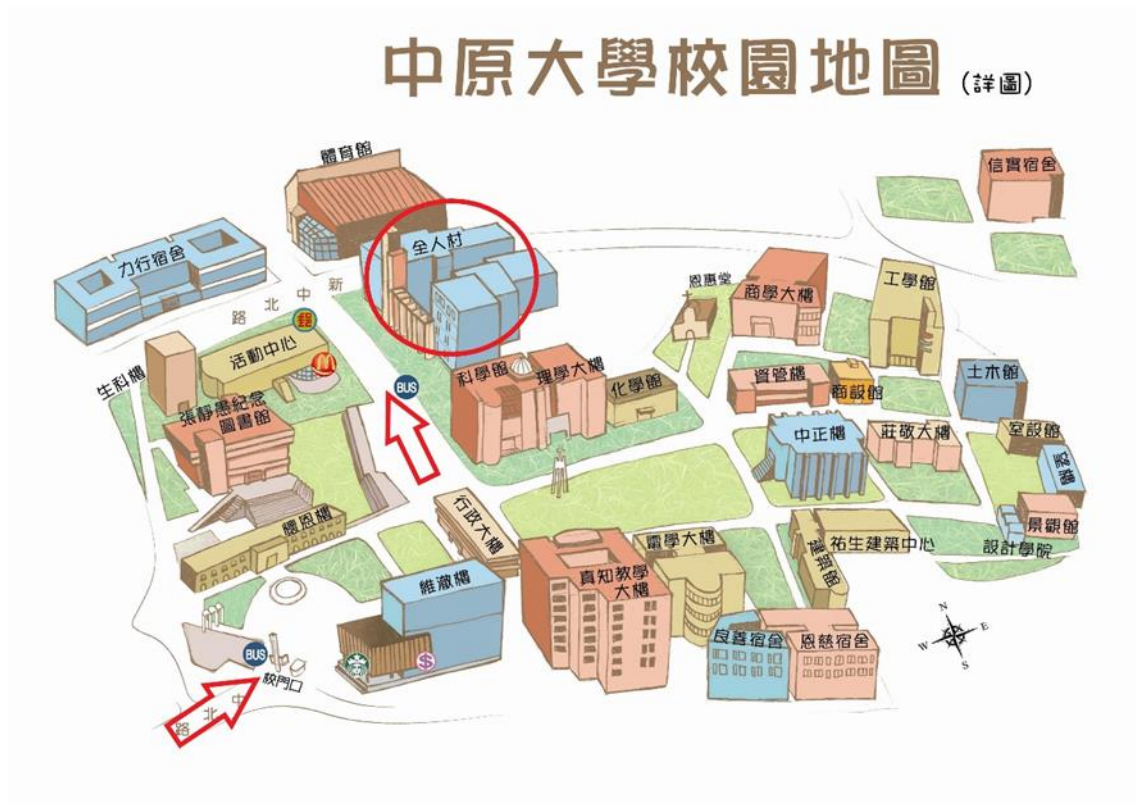 中原大學校園地圖 (詳圖)
體育館
信實宿舍
全人村
力行宿舍
新中北路
郵
恩惠堂
商學大樓
工學館
生科樓
活動中心
BUS
科學館
理學大樓
化學館
資管樓
商設館
土木館
張靜愚紀念
圖書館
中正樓
莊敬大樓
室設館
行政大樓
懷恩樓
電學大樓
祐生建築中心
建築館
景觀館
設計學院
維澈樓
真知教學
大樓
N
W
E
S
良善宿舍
恩慈宿舍
BUS
$
校門口
中北路